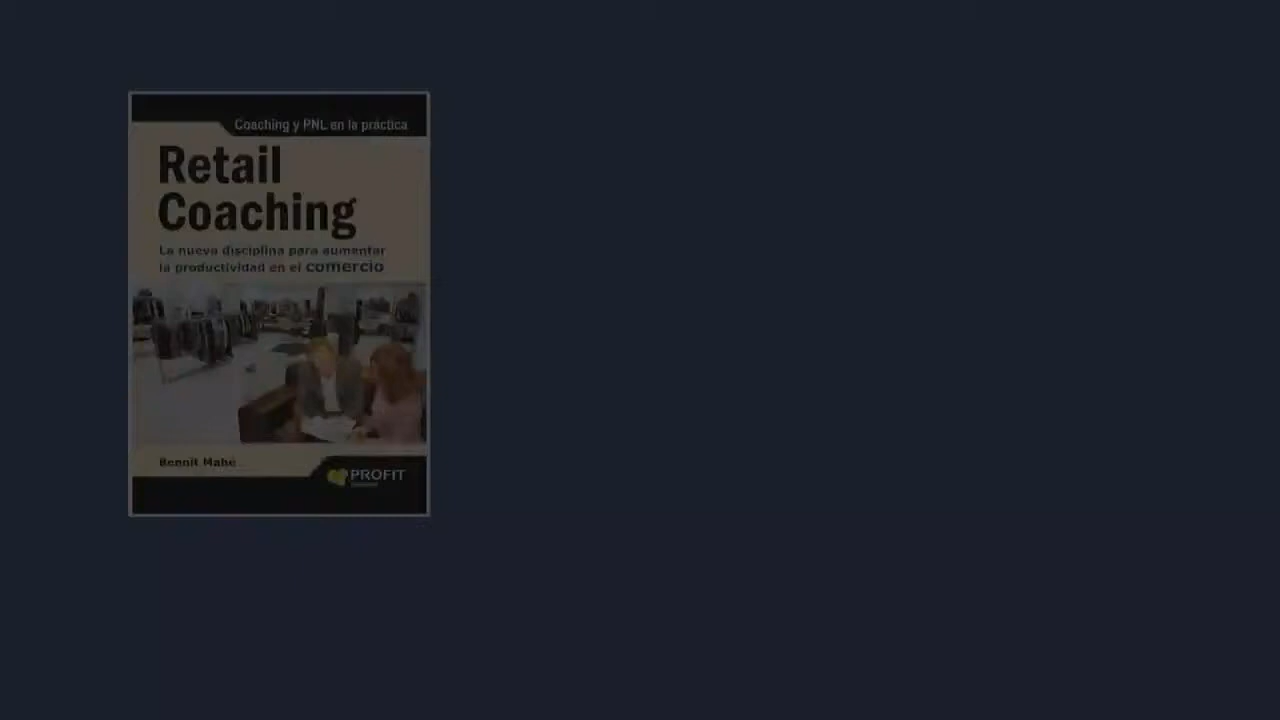 Coaching y PNL en la práctica
Retail
Coaching
La nueva disciplina para aumentar
la productividad en el comercio
Benoit Mahé
PROFIT